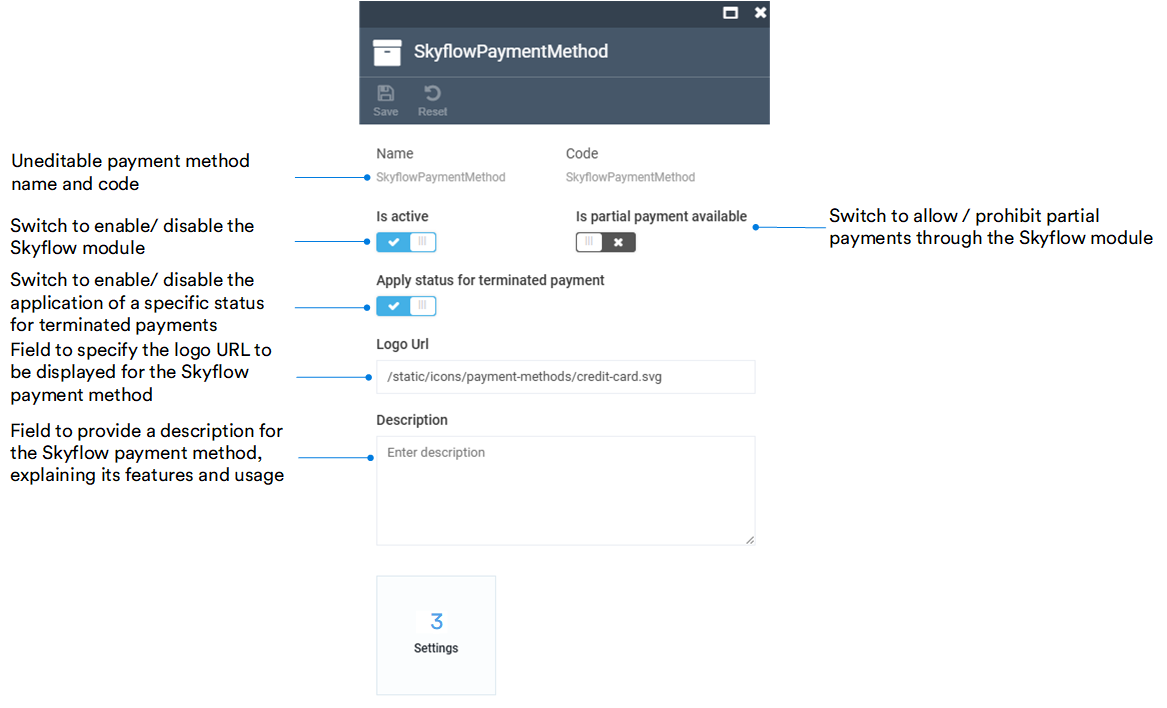 SkyflowPaymentMethod
Save Reset
Uneditable payment method
name and code
Name Code
SkyflowPaymentMethod SkyflowPaymentMethod
Switch to enable/ disable the
Skyflow module
Is active Is partial payment available
Switch to allow / prohibit partial
payments through the Skyflow module
Switch to enable/ disable the
application of a specific status
for terminated payments
Apply status for terminated payment
Field to specify the logo URL to
be displayed for the Skyflow
payment method
Logo Url
/static/icons/payment-methods/credit-card.svg
Field to provide a description for
the Skyflow payment method,
explaining its features and usage
Description
Enter description
3
Settings